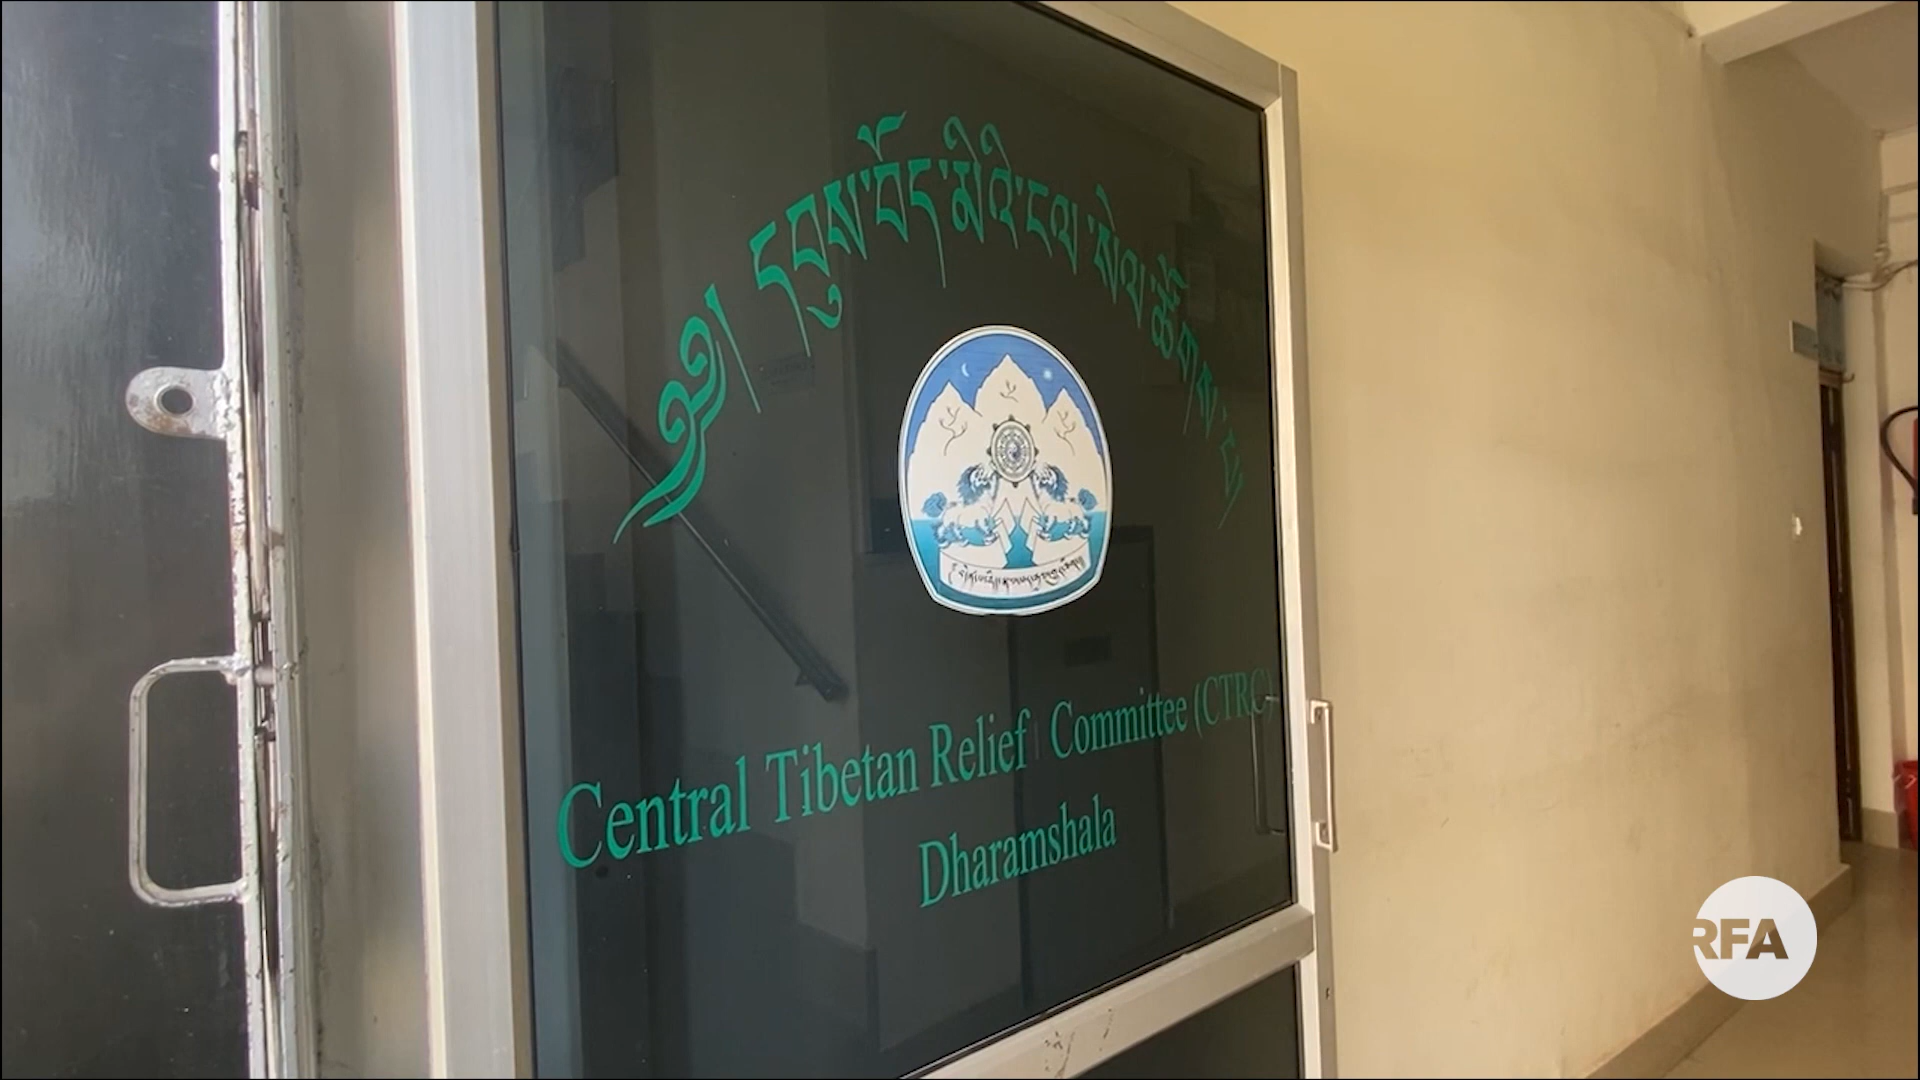 ༄༅། དབུས་བོད་མིའི་ངལ་སེལ་ཚོགས་པ།
Central Tibetan Relief Committee (CTRC)
Dharamshala
RFA